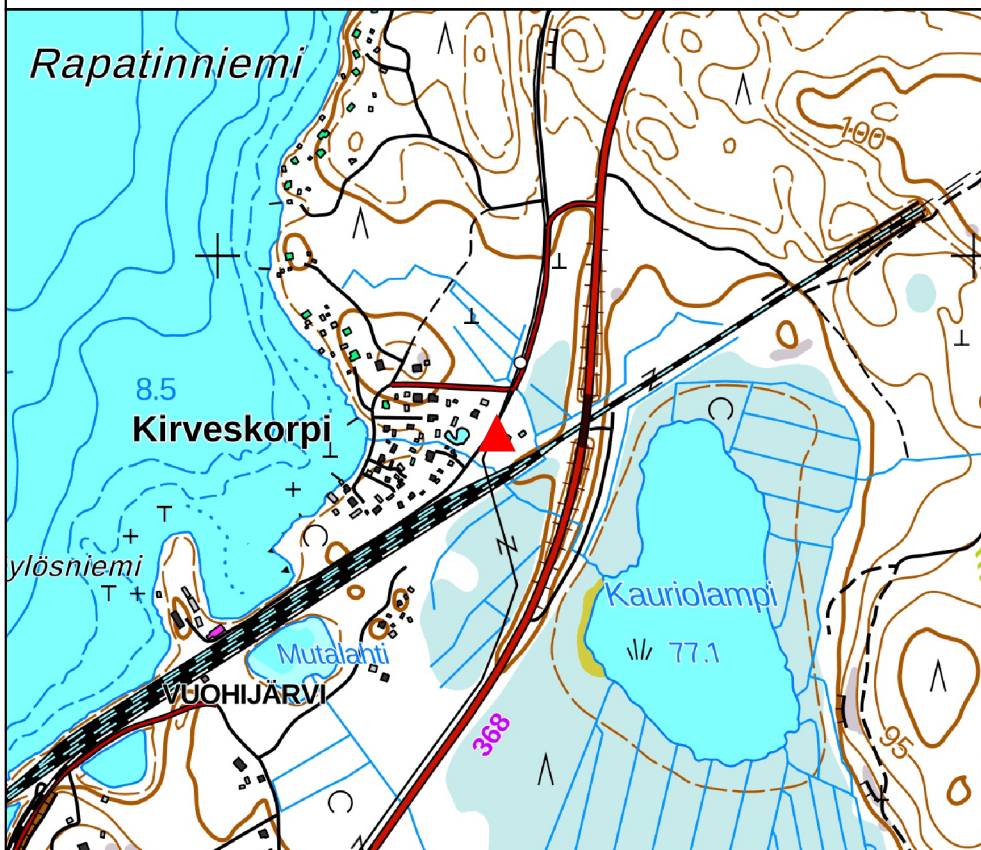 Rapatinniemi
100
8.5
Kirveskorpi
ylösniemi
Kauriolampi
Mutalahti
77.1
VUOHIJÄRVI
368
95